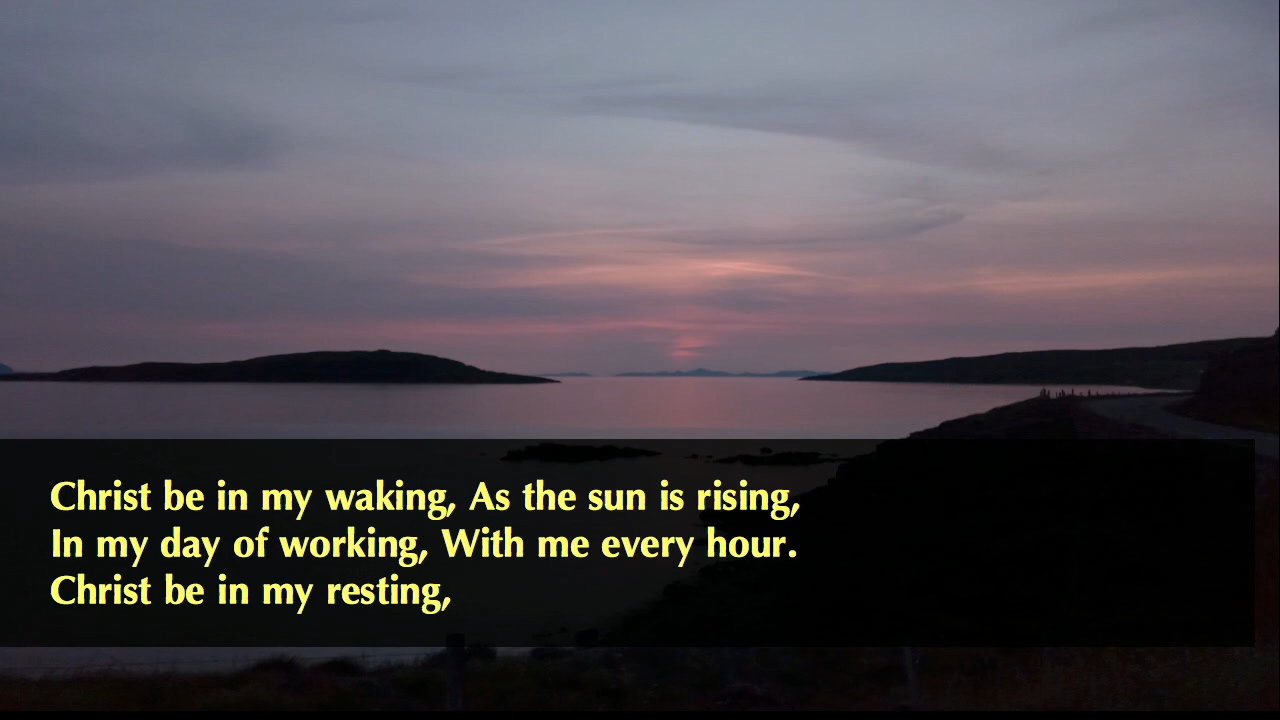 Christ be in my waking, As the sun is rising,
In my day of working, With me every hour.
Christ be in my resting,